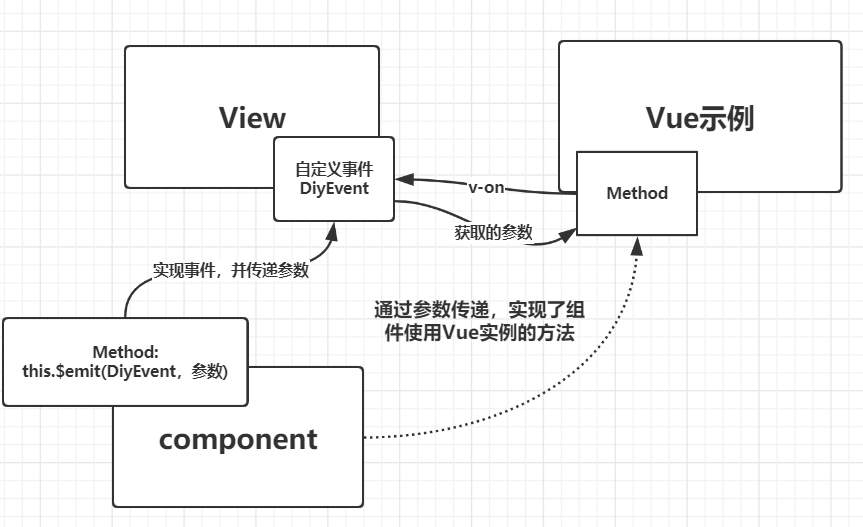 View
Vue示例
自定义事件
DiyEvent
v-on
Method
获取的参数
实现事件，并传递参数
通过参数传递，实现了组
件使用Vue实例的方法
Method:
this.$emit(DiyEvent，参数)
component